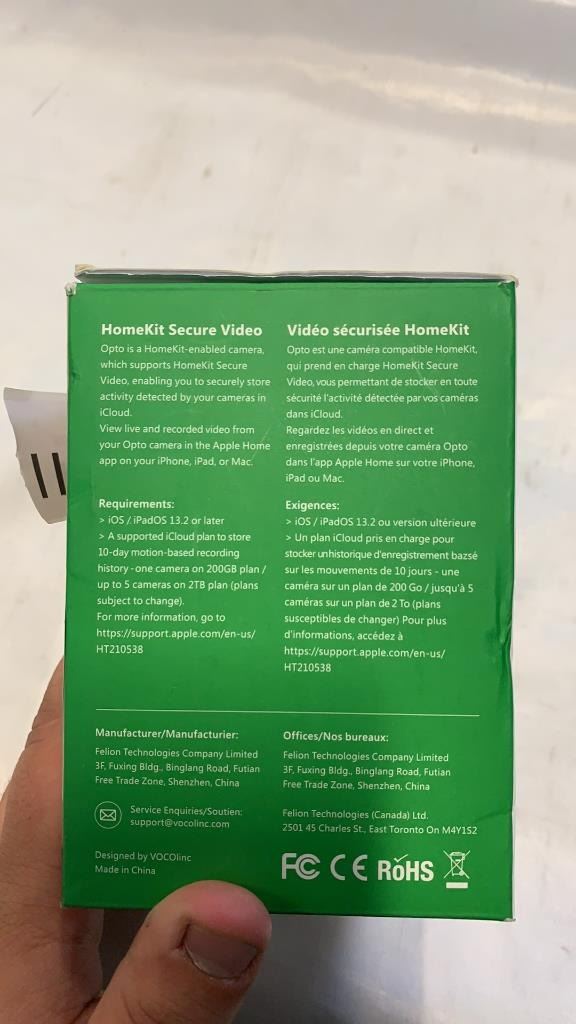 HomeKit Secure Video
Opto is a HomeKit-enabled camera,
which supports HomeKit Secure
Video, enabling you to securely store
activity detected by your cameras in
iCloud.
View live and recorded video from
your Opto camera in the Apple Home
app on your iPhone, iPad, or Mac.
Requirements:
> iOS / iPadOS 13.2 or later
> A supported iCloud plan to store
10-day motion-based recording
history - one camera on 200GB plan /
up to 5 cameras on 2TB plan (plans
subject to change).
For more information, go to
https://support.apple.com/en-us/
HT210538
Vidéo sécurisée HomeKit
Opto est une caméra compatible HomeKit,
qui prend en charge HomeKit Secure
Video, vous permettant de stocker en toute
sécurité l'activité détectée par vos caméras
dans iCloud.
Regardez les vidéos en direct et
enregistrées depuis votre caméra Opto
dans l'app Apple Home sur votre iPhone,
iPad ou Mac.
Exigences:
> iOS / iPadOS 13.2 ou version ultérieure
> Un plan iCloud pris en charge pour
stocker unhistorique d'enregistrement bazsé
sur les mouvements de 10 jours - une
caméra sur un plan de 200 Go / jusqu'à 5
caméras sur un plan de 2 To (plans
susceptibles de changer) Pour plus
d'informations, accédez à
https://support.apple.com/en-us/
HT210538
Manufacturer/Manufacturier:
Felion Technologies Company Limited
3F, Fuxing Bldg., Binglang Road, Futian
Free Trade Zone, Shenzhen, China
Service Enquiries/Soutien:
support@vocolinc.com
Designed by VOCOlinc
Made in China
Offices/Nos bureaux:
Felion Technologies Company Limited
3F, Fuxing Bldg., Binglang Road, Futian
Free Trade Zone, Shenzhen, China
Felion Technologies (Canada) Ltd.
2501 45 Charles St., East Toronto On M4Y1S2
FC CE RoHS